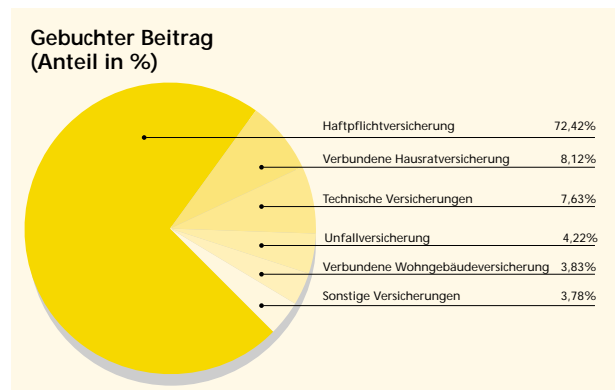 Gebuchter Beitrag
(Anteil in %)
Haftpflichtversicherung 72,42%
Verbundene Hausratversicherung 8,12%
Technische Versicherungen 7,63%
Unfallversicherung 4,22%
Verbundene Wohngebäudeversicherung 3,83%
Sonstige Versicherungen 3,78%